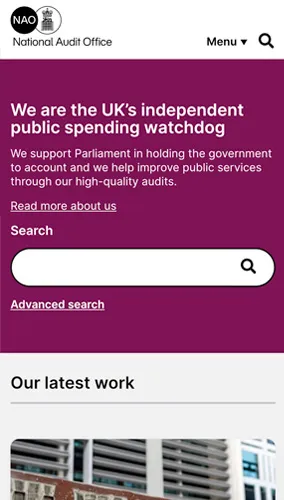 NAO
National Audit Office
Menu
We are the UK’s independent
public spending watchdog
We support Parliament in holding the government
to account and we help improve public services
through our high-quality audits.
Read more about us
Search
Advanced search
Our latest work